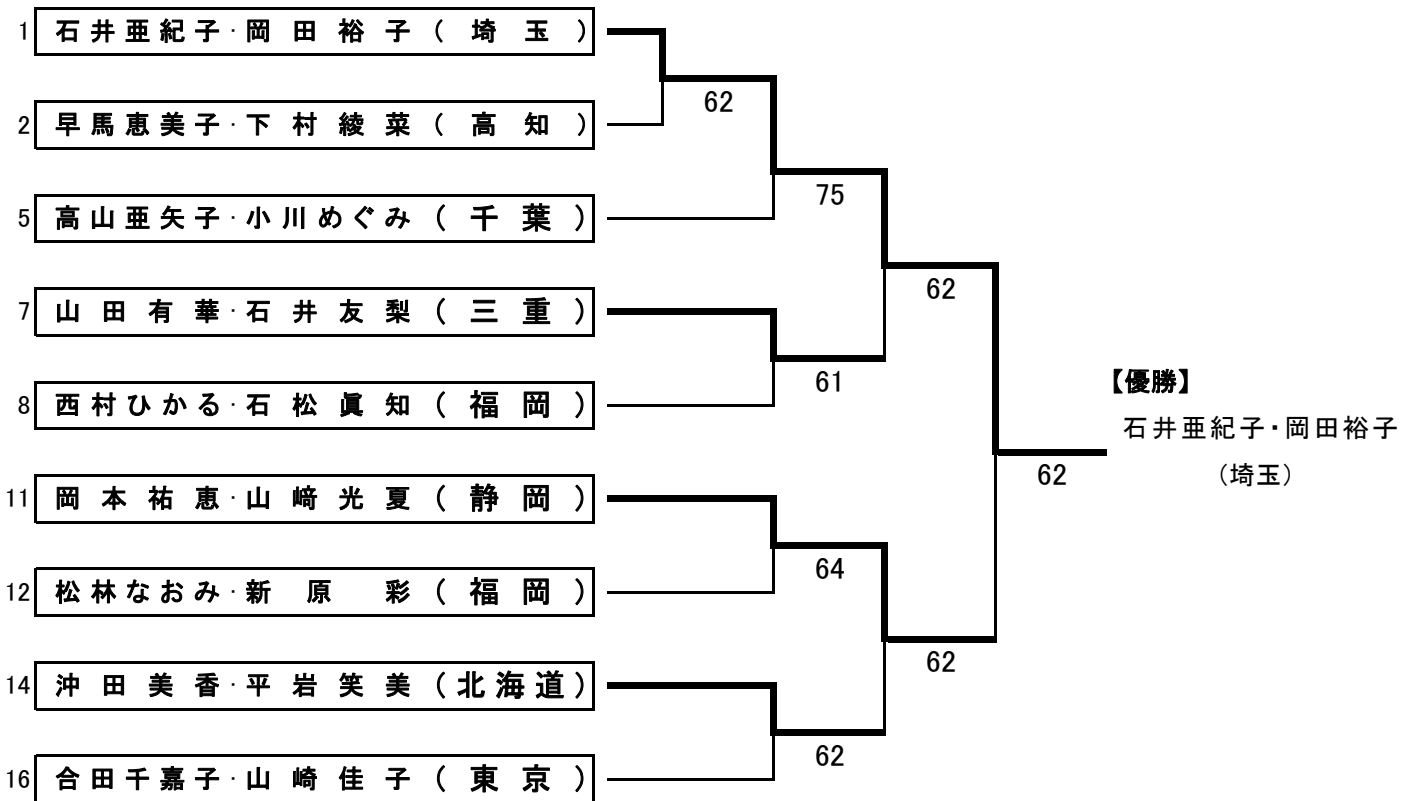 1 石井亜紀子・岡田裕子（埼玉）
62
2 早馬恵美子・下村綾菜（高知）
75
5 高山亜矢子・小川めぐみ（千葉）
62
7 山田有華・石井友梨（三重）
61
8 西村ひかる・石松眞知（福岡）
【優勝】
石井亜紀子・岡田裕子
（埼玉）
62
11 岡本祐恵・山﨑光夏（静岡）
64
12 松林なおみ・新原彩（福岡）
62
14 沖田美香・平岩笑美（北海道）
62
16 合田千嘉子・山崎佳子（東京）